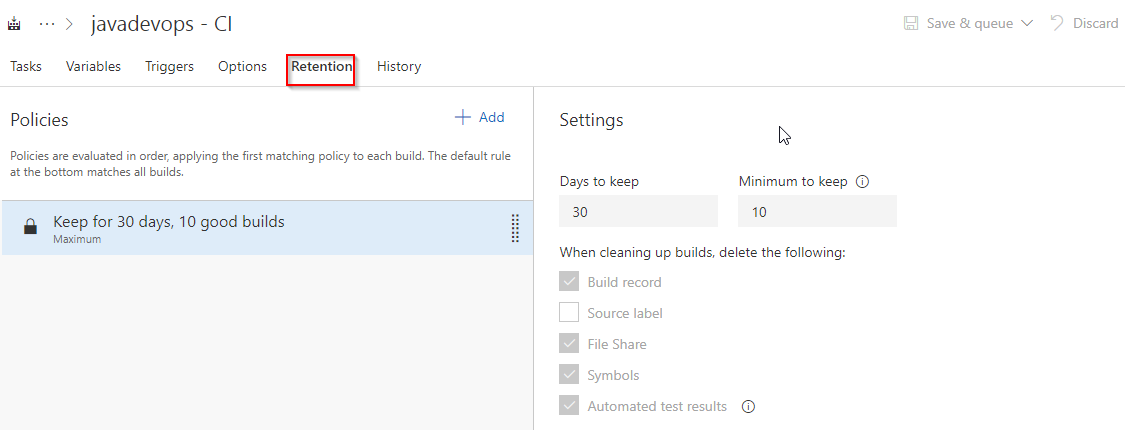 ··· > javadevops - CI
Save & queue
Discard
Tasks
Variables
Triggers
Options
Retention
History
Policies
+ Add
Policies are evaluated in order, applying the first matching policy to each build. The default rule
at the bottom matches all builds.
Keep for 30 days, 10 good builds
Maximum
Settings
Days to keep
Minimum to keep
30
10
When cleaning up builds, delete the following:
Build record
Source label
File Share
Symbols
Automated test results